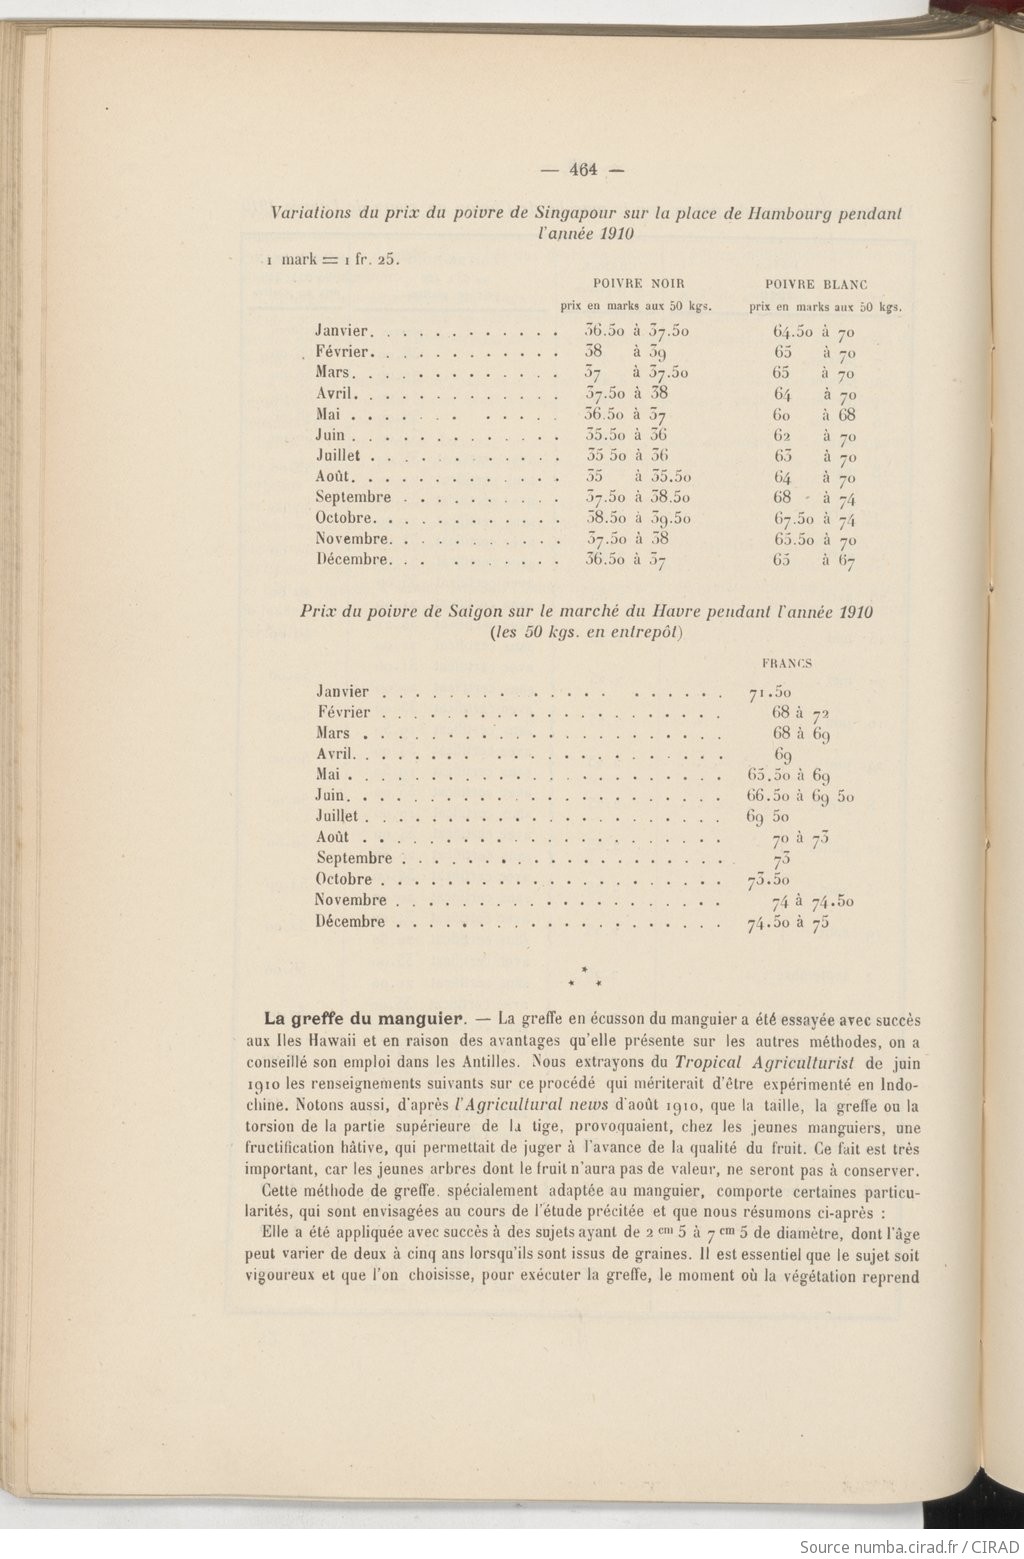 — 464 —
Variations du prix du poivre de Singapour sur la place de Hambourg pendant
l'année 1910
1 mark = 1 fr. 25.
POIVRE NOIR POIVRE BLANC
prix en marks aux 50 kgs. prix en marks aux 50 kgs.
Janvier. . . . . . . . . . . . 36.50 à 37.50 64.50 à 70
Février. . . . . . . . . . . . 38 à 39 65 à 70
Mars. . . . . . . . . . . . . 37 à 37.50 65 à 70
Avril. . . . . . . . . . . . . 37.50 à 38 64 à 70
Mai . . . . . . . . . . . . 36.50 à 37 60 à 68
Juin . . . . . . . . . . . . . 35.50 à 36 62 à 70
Juillet . . . . . . . . . . . . 35 50 à 36 63 à 70
Août. . . . . . . . . . . . . 35 à 35.50 64 à 70
Septembre . . . . . . . . . . 37.50 à 38.50 68 à 74
Octobre. . . . . . . . . . . . 38.50 à 39.50 67.50 à 74
Novembre. . . . . . . . . . . 37.50 à 38 65.50 à 70
Décembre. . . . . . . . . . 36.50 à 37 65 à 67
Prix du poivre de Saigon sur le marché du Havre pendant l'année 1910
(les 50 kgs. en entrepôt)
FRANCS
Janvier . . . . . . . . . . . . . . . . . . . 71.50
Février . . . . . . . . . . . . . . . . . . . . . 68 à 72
Mars . . . . . . . . . . . . . . . . . . . . . . 68 à 69
Avril. . . . . . . . . . . . . . . . . . . . . . 69
Mai . . . . . . . . . . . . . . . . . . . . . . . 65.50 à 69
Juin. . . . . . . . . . . . . . . . . . . . . . . 66.50 à 69 50
Juillet . . . . . . . . . . . . . . . . . . . . . . 69 50
Août . . . . . . . . . . . . . . . . . . . . . . 70 à 73
Septembre . . . . . . . . . . . . . . . . . . . . 73
Octobre . . . . . . . . . . . . . . . . . . . . . 73.50
Novembre . . . . . . . . . . . . . . . . . . . . 74 à 74.50
Décembre . . . . . . . . . . . . . . . . . . . . 74.50 à 75
*
* *
La greffe du manguier. — La greffe en écusson du manguier a été essayée avec succès
aux Iles Hawaii et en raison des avantages qu'elle présente sur les autres méthodes, on a
conseillé son emploi dans les Antilles. Nous extrayons du Tropical Agriculturist de juin
1910 les renseignements suivants sur ce procédé qui mériterait d'être expérimenté en Indo-
chine. Notons aussi, d'après l'Agricultural news d'août 1910, que la taille, la greffe ou la
torsion de la partie supérieure de la tige, provoquaient, chez les jeunes manguiers, une
fructification hâtive, qui permettait de juger à l'avance de la qualité du fruit. Ce fait est très
important, car les jeunes arbres dont le fruit n'aura pas de valeur, ne seront pas à conserver.
Cette méthode de greffe. spécialement adaptée au manguier, comporte certaines particu-
larités, qui sont envisagées au cours de l'étude précitée et que nous résumons ci-après :
Elle a été appliquée avec succès à des sujets ayant de 2 cm 5 à 7 cm 5 de diamètre, dont l'âge
peut varier de deux à cinq ans lorsqu'ils sont issus de graines. Il est essentiel que le sujet soit
vigoureux et que l'on choisisse, pour exécuter la greffe, le moment où la végétation reprend
Source numba.cirad.fr / CIRAD